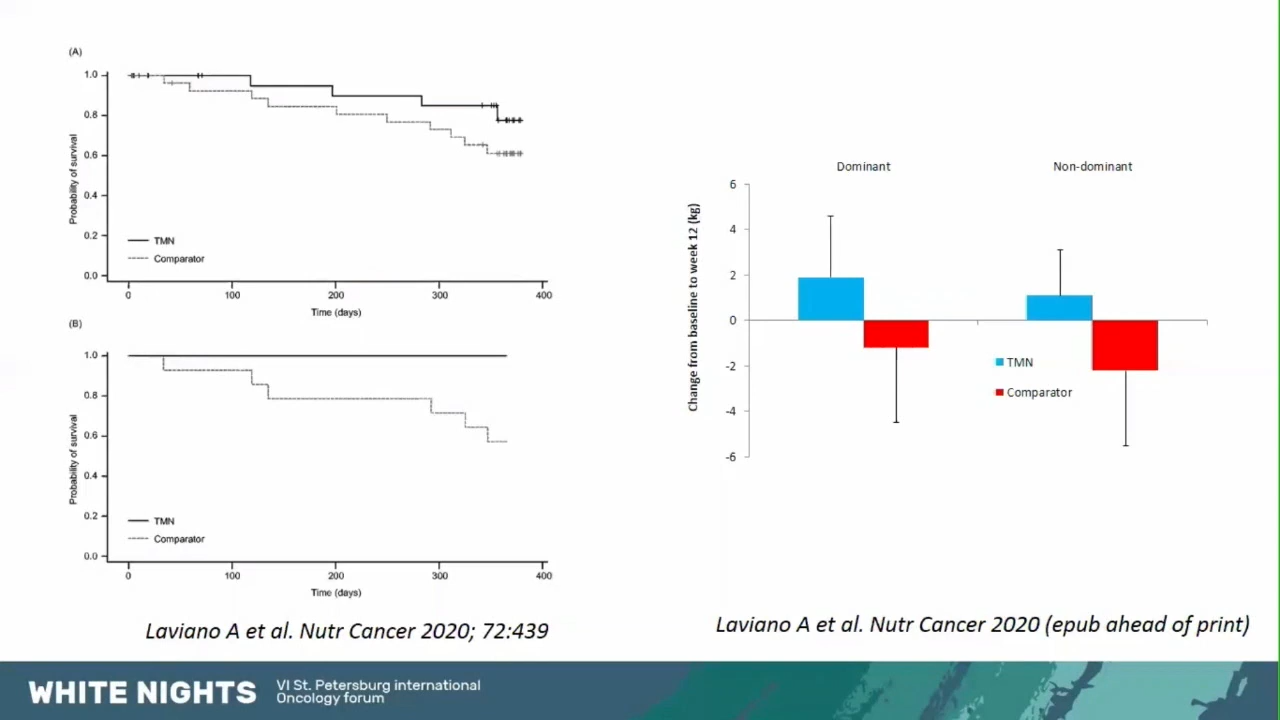 (A)
1.0
0.8
0.6
0.4
0.2
0.0
Probability of survival
TMN
Comparator
0 100 200 300 400
Time (days)
(B)
1.0
0.8
0.6
0.4
0.2
0.0
Probability of survival
TMN
Comparator
0 100 200 300 400
Time (days)
Laviano A et al. Nutr Cancer 2020; 72:439
Dominant Non-dominant
6
4
2
0
-2
-4
-6
Change from baseline to week 12 (kg)
TMN
Comparator
Laviano A et al. Nutr Cancer 2020 (epub ahead of print)
WHITE NIGHTS
VI St. Petersburg international
Oncology forum